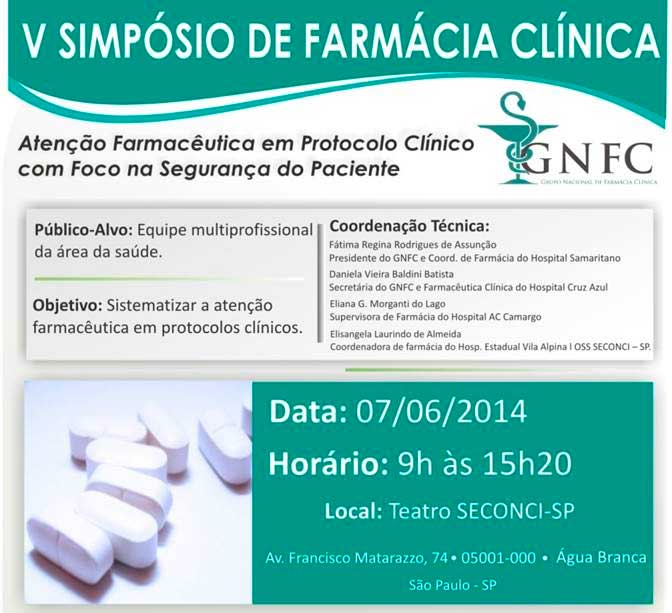 V SIMPÓSIO DE FARMÁCIA CLÍNICA
Atenção Farmacêutica em Protocolo Clínico
com Foco na Segurança do Paciente
GNFC
GRUPO NACIONAL DE FARMÁCIA CLÍNICA
Público-Alvo: Equipe multiprofissional
da área da saúde.
Objetivo: Sistematizar a atenção
farmacêutica em protocolos clínicos.
Coordenação Técnica:
Fátima Regina Rodrigues de Assunção
Presidente do GNFC e Coord. de Farmácia do Hospital Samaritano
Daniela Vieira Baldini Batista
Secretária do GNFC e Farmacêutica Clínica do Hospital Cruz Azul
Eliana G. Morganti do Lago
Supervisora de Farmácia do Hospital AC Camargo
Elisangela Laurindo de Almeida
Coordenadora de farmácia do Hosp. Estadual Vila Alpina l OSS SECONCI – SP.
Data: 07/06/2014
Horário: 9h às 15h20
Local: Teatro SECONCI-SP
Av. Francisco Matarazzo, 74 • 05001-000 • Água Branca
São Paulo - SP